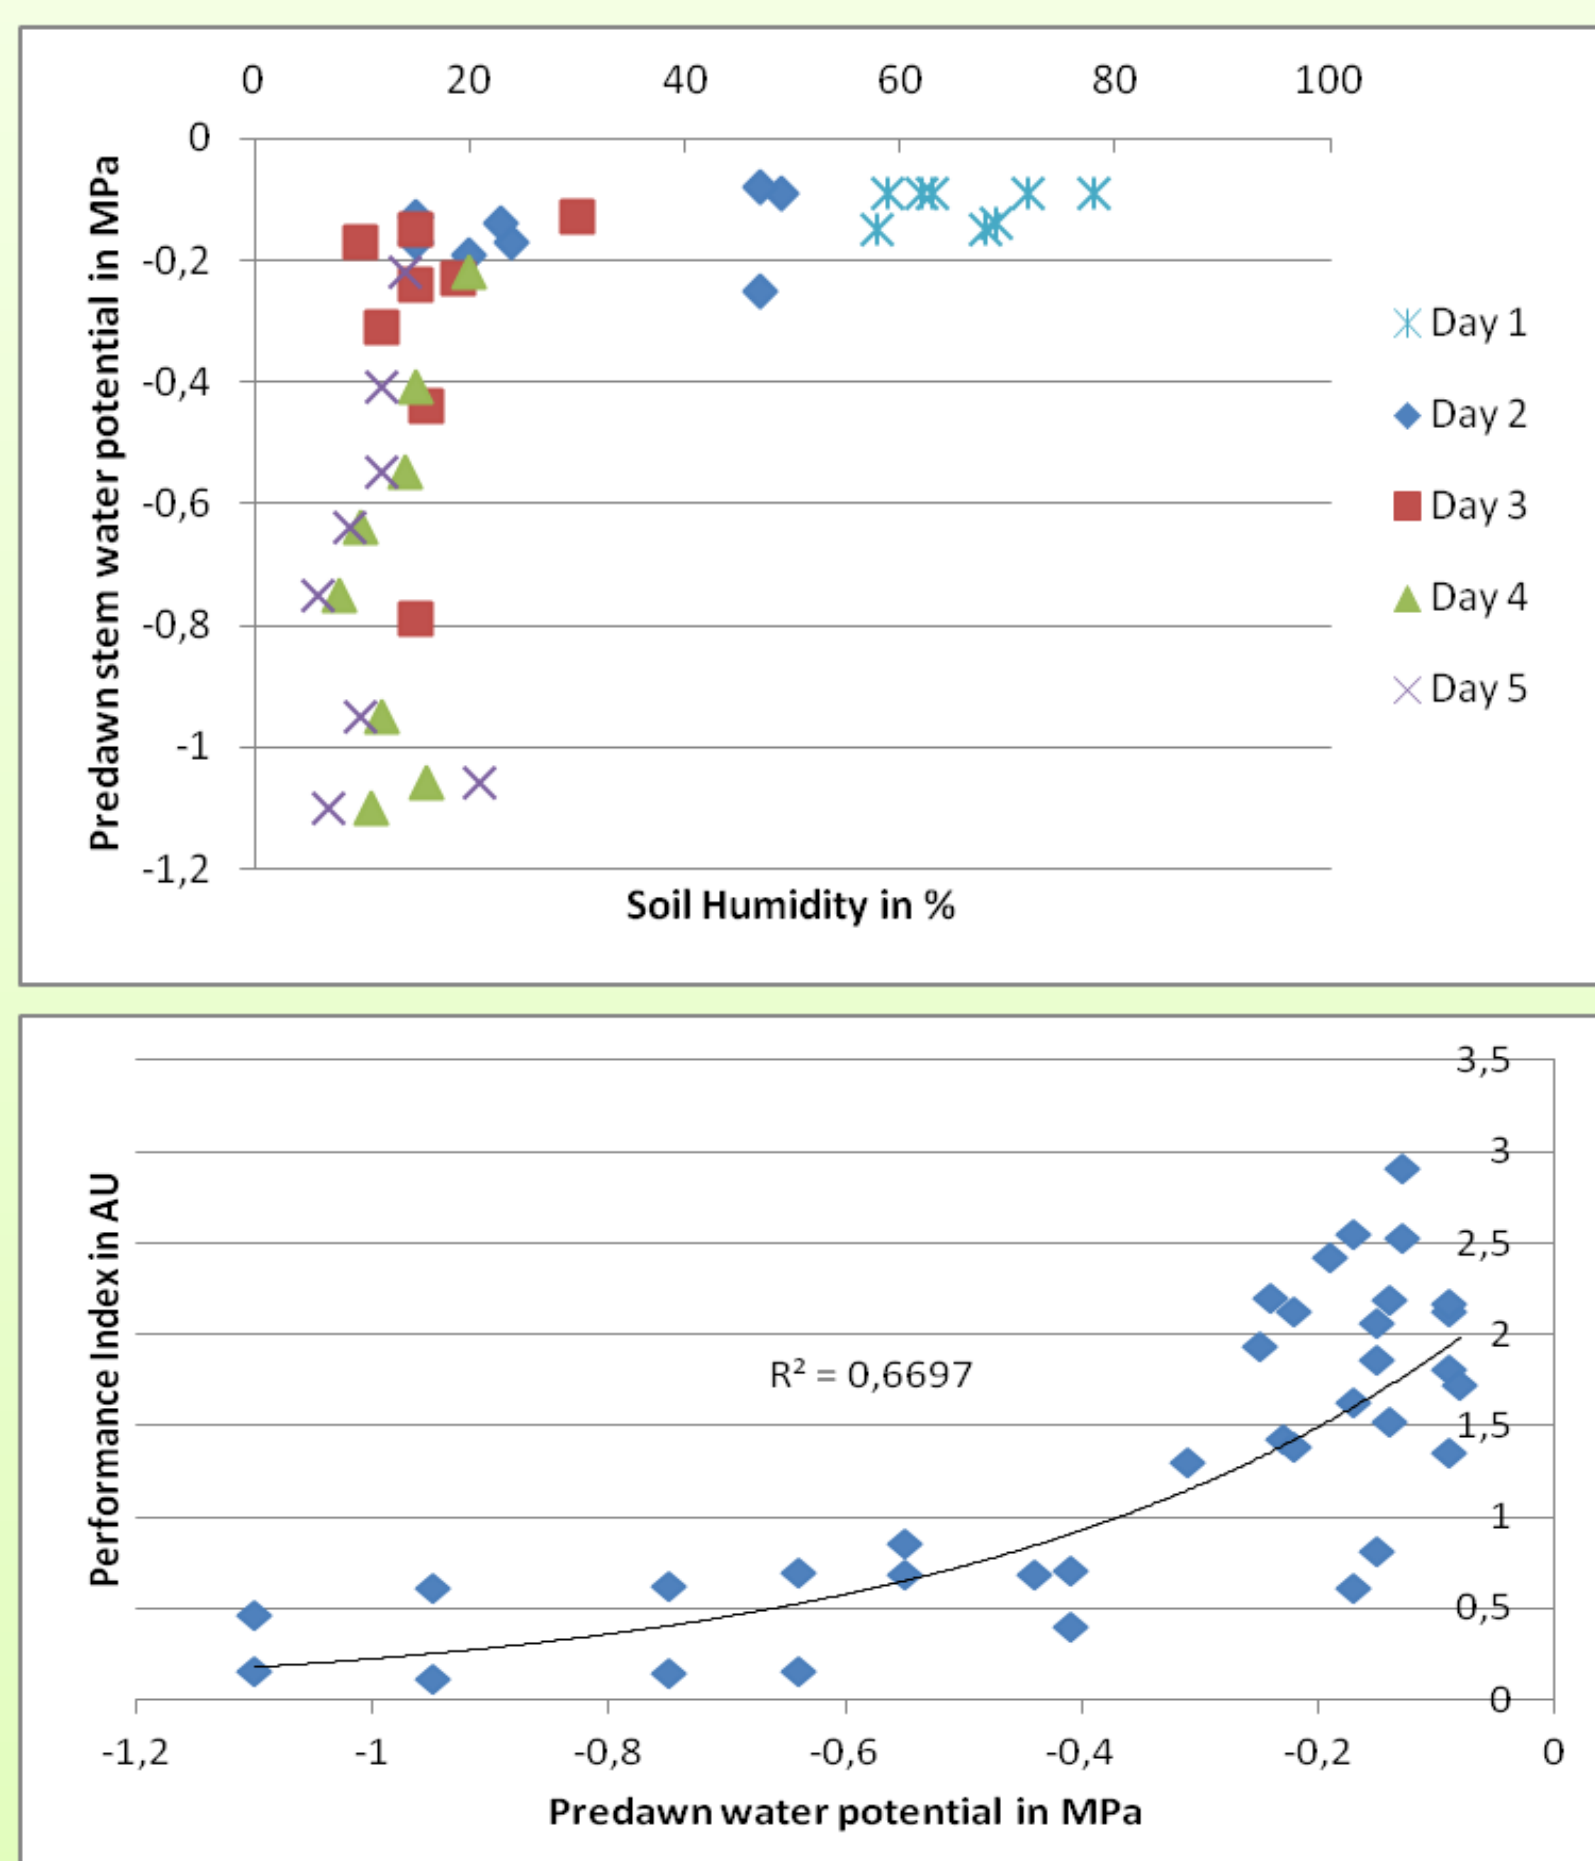 0 20 40 60 80 100
0
-0,2
-0,4
-0,6
-0,8
-1
-1,2
Predawn stem water potential in MPa
Soil Humidity in %
Day 1
Day 2
Day 3
Day 4
Day 5
3,5
3
2,5
2
1,5
1
0,5
0
Performance Index in AU
R² = 0,6697
-1,2 -1 -0,8 -0,6 -0,4 -0,2 0
Predawn water potential in MPa